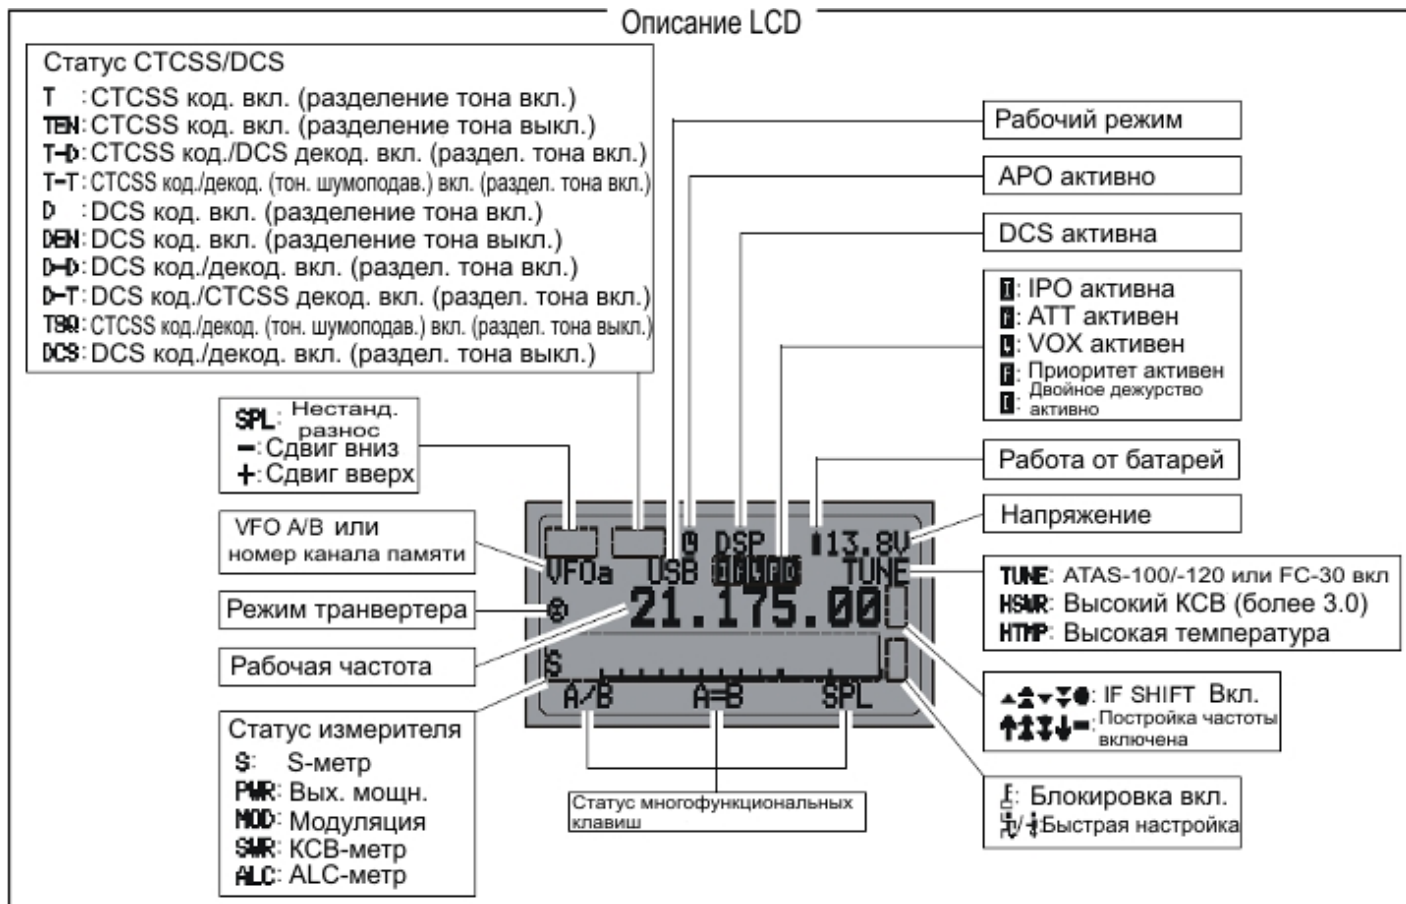 Описание LCD
Статус CTCSS/DCS
T : CTCSS код. вкл. (разделение тона вкл.)
TEN: CTCSS код. вкл. (разделение тона выкл.)
T-D: CTCSS код./DCS декод. вкл. (раздел. тона вкл.)
T-T: CTCSS код./декод. (тон. шумоподав.) вкл. (раздел. тона вкл.)
D : DCS код. вкл. (разделение тона вкл.)
DEN: DCS код. вкл. (разделение тона выкл.)
D-D: DCS код./декод. вкл. (раздел. тона вкл.)
D-T: DCS код./CTCSS декод. вкл. (раздел. тона вкл.)
TSQ: CTCSS код./декод. (тон. шумоподав.) вкл. (раздел. тона выкл.)
DCS: DCS код./декод. вкл. (раздел. тона выкл.)
SPL: Нестанд.
разнос
-: Сдвиг вниз
+: Сдвиг вверх
VFO A/B или
номер канала памяти
Режим транвертера
Рабочая частота
Статус измерителя
S: S-метр
PWR: Вых. мощн.
MOD: Модуляция
SWR: КСВ-метр
ALC: ALC-метр
DSP 13.8V
VFOa USB TUNE
21.175.00
S
A/B A=B SPL
Статус многофункциональных
клавиш
Рабочий режим
APO активно
DCS активна
I: IPO активна
: ATT активен
: VOX активен
: Приоритет активен
: Двойное дежурство
активно
Работа от батарей
Напряжение
TUNE: ATAS-100/-120 или FC-30 вкл
HSWR: Высокий КСВ (более 3.0)
HTMP: Высокая температура
: IF SHIFT Вкл.
: Постройка частоты
включена
: Блокировка вкл.
/ :Быстрая настройка